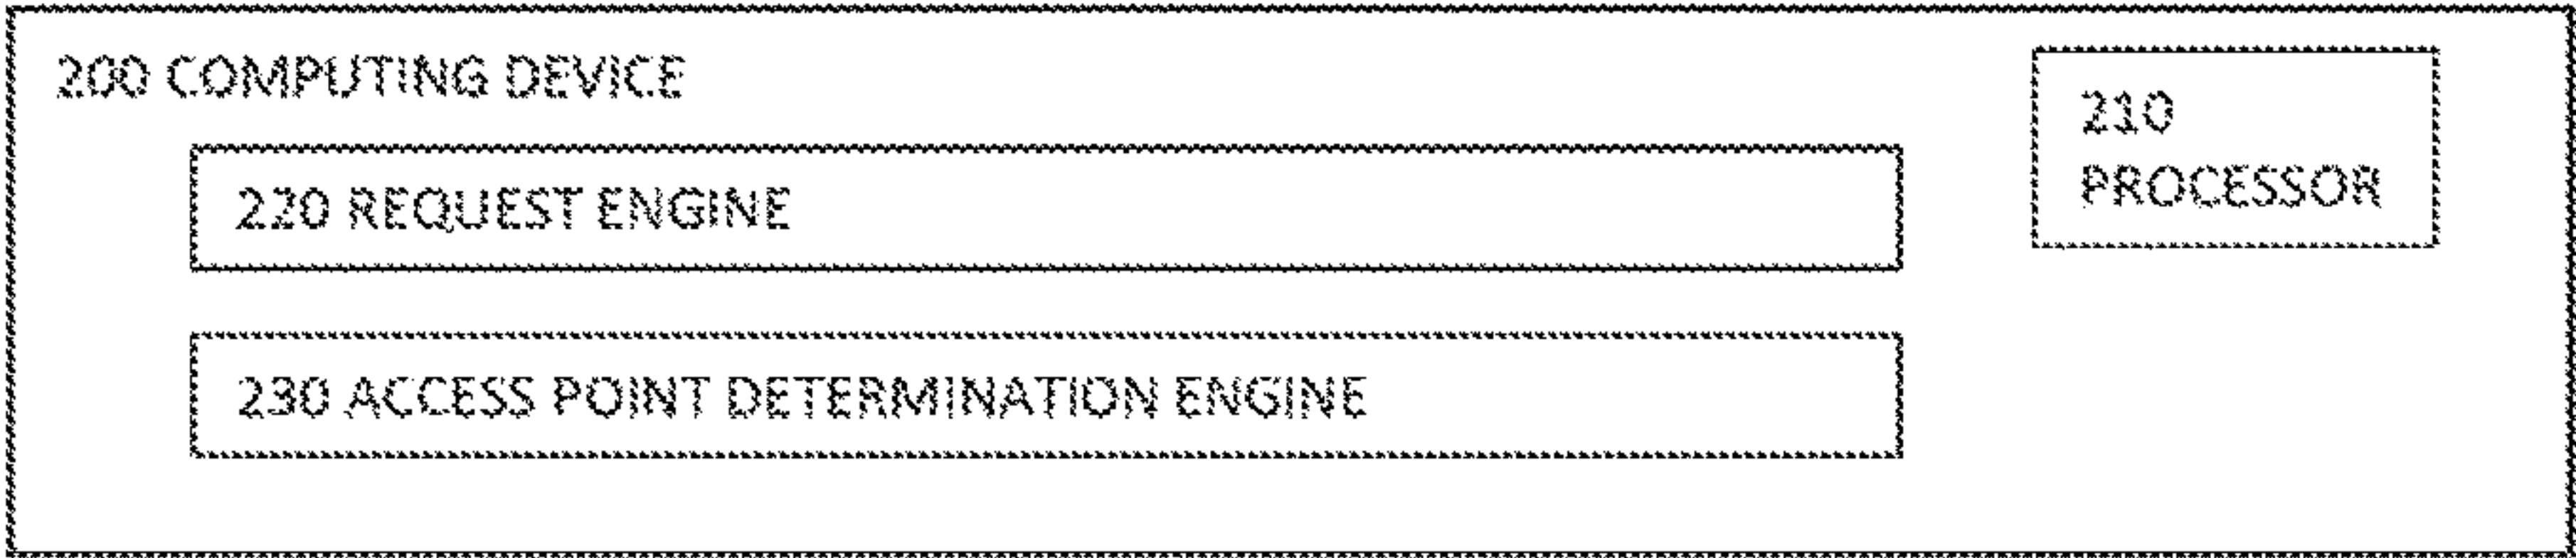 200 COMPUTING DEVICE
210
PROCESSOR
220 REQUEST ENGINE
230 ACCESS POINT DETERMINATION ENGINE